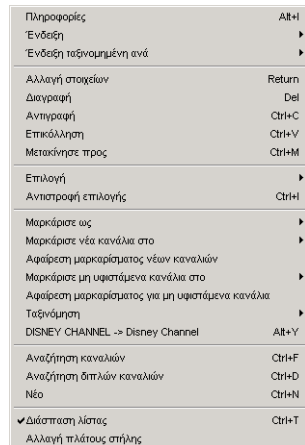 Πληροφορίες Alt+I
Ένδειξη
Ένδειξη ταξινομημένη ανά
Αλλαγή στοιχείων Return
Διαγραφή Del
Αντιγραφή Ctrl+C
Επικόλληση Ctrl+V
Μετακίνησε προς Ctrl+M
Επιλογή
Αντιστροφή επιλογής Ctrl+I
Μαρκάρισε ως
Μαρκάρισε νέα κανάλια στο
Αφαίρεση μαρκαρίσματος νέων καναλιών
Μαρκάρισε μη υφιστάμενα κανάλια στο
Αφαίρεση μαρκαρίσματος για μη υφιστάμενα κανάλια
Ταξινόμηση
DISNEY CHANNEL -> Disney Channel Alt+Y
Αναζήτηση καναλιών Ctrl+F
Αναζήτηση διπλών καναλιών Ctrl+D
Νέο Ctrl+N
Διάσπαση λίστας Ctrl+T
Αλλαγή πλάτους στήλης